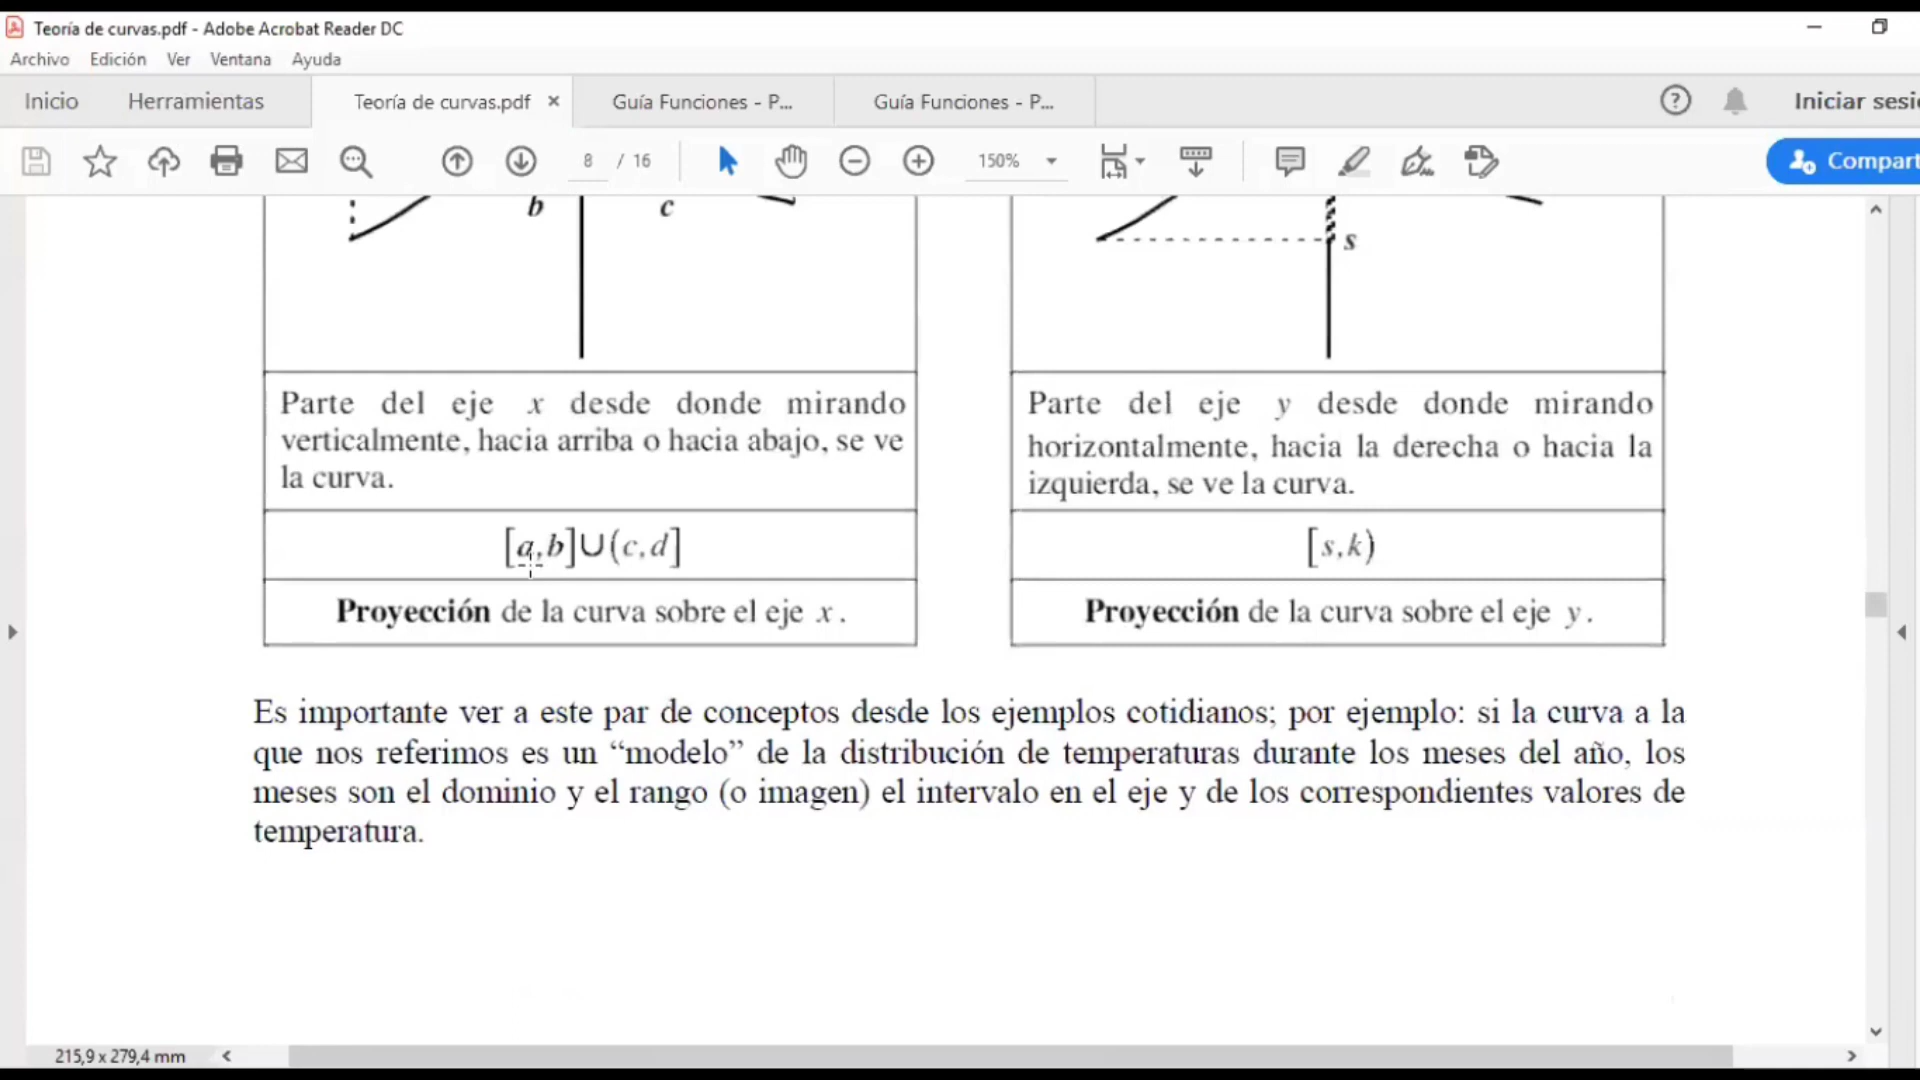 Teoría de curvas.pdf - Adobe Acrobat Reader DC
Archivo Edición Ver Ventana Ayuda
Inicio Herramientas Teoría de curvas.pdf × Guía Funciones - P... Guía Funciones - P... Iniciar sesi
8 / 16 150% Compart
b c
s
Parte del eje x desde donde mirando
verticalmente, hacia arriba o hacia abajo, se ve
la curva.
[a,b]∪(c,d]
Proyección de la curva sobre el eje x.
Parte del eje y desde donde mirando
horizontalmente, hacia la derecha o hacia la
izquierda, se ve la curva.
[s,k)
Proyección de la curva sobre el eje y.
Es importante ver a este par de conceptos desde los ejemplos cotidianos; por ejemplo: si la curva a la
que nos referimos es un “modelo” de la distribución de temperaturas durante los meses del año, los
meses son el dominio y el rango (o imagen) el intervalo en el eje y de los correspondientes valores de
temperatura.
215,9 x 279,4 mm